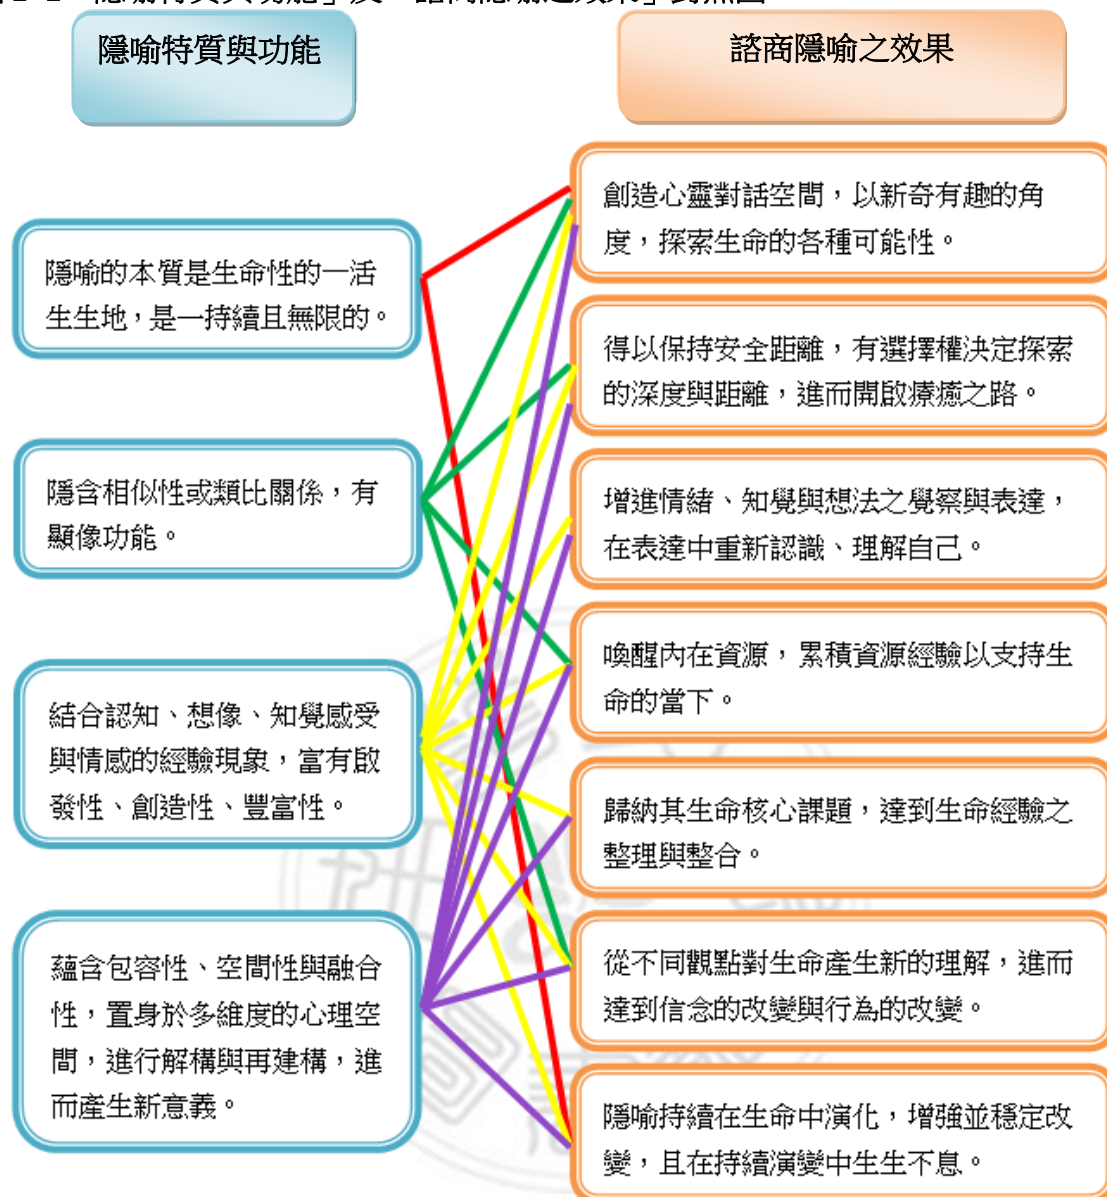 隱喻特質與功能
諮商隱喻之效果
隱喻的本質是生命性的一活
生生地，是一持續且無限的。
隱含相似性或類比關係，有
顯像功能。
結合認知、想像、知覺感受
與情感的經驗現象，富有啟
發性、創造性、豐富性。
蘊含包容性、空間性與融合
性，置身於多維度的心理空
間，進行解構與再建構，進
而產生新意義。
創造心靈對話空間，以新奇有趣的角
度，探索生命的各種可能性。
得以保持安全距離，有選擇權決定探索
的深度與距離，進而開啟療癒之路。
增進情緒、知覺與想法之覺察與表達，
在表達中重新認識、理解自己。
喚醒內在資源，累積資源經驗以支持生
命的當下。
歸納其生命核心課題，達到生命經驗之
整理與整合。
從不同觀點對生命產生新的理解，進而
達到信念的改變與行為的改變。
隱喻持續在生命中演化，增強並穩定改
變，且在持續演變中生生不息。